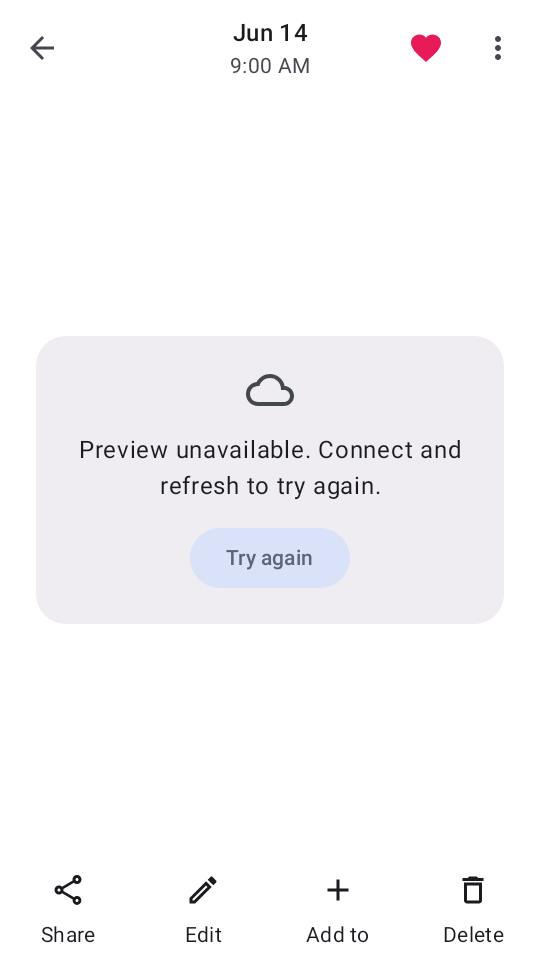 Jun 14
9:00 AM
Preview unavailable. Connect and
refresh to try again.
Try again
Share
Edit
Add to
Delete